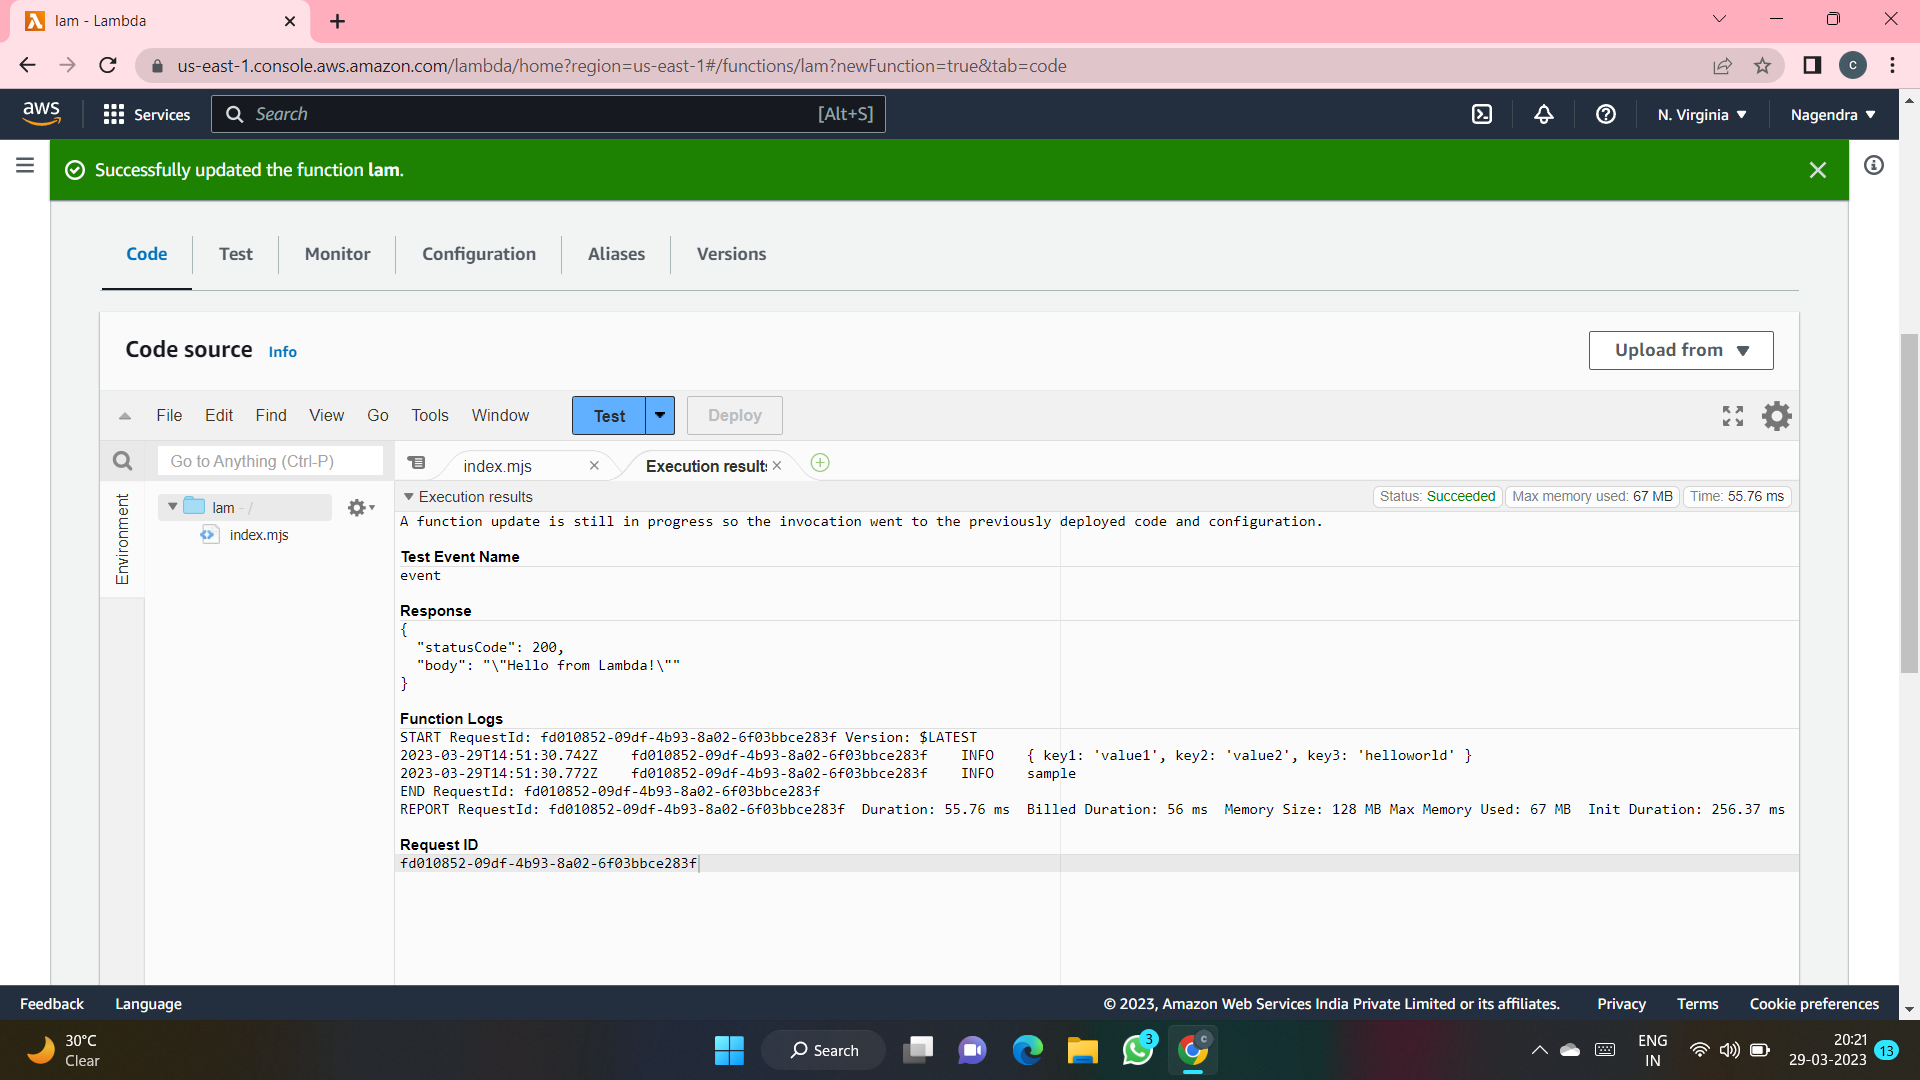 lam - Lambda
us-east-1.console.aws.amazon.com/lambda/home?region=us-east-1#/functions/lam?newFunction=true&tab=code
C
aws
Services
Search
[Alt+S]
N. Virginia
Nagendra
Successfully updated the function lam.
Code
Test
Monitor
Configuration
Aliases
Versions
Code source
Info
Upload from
File
Edit
Find
View
Go
Tools
Window
Test
Deploy
Go to Anything (Ctrl-P)
index.mjs
Execution result
Environment
lam - /
index.mjs
Execution results
Status: Succeeded
Max memory used: 67 MB
Time: 55.76 ms
A function update is still in progress so the invocation went to the previously deployed code and configuration.
Test Event Name
event
Response
{
"statusCode": 200,
"body": "\"Hello from Lambda!\""
}
Function Logs
START RequestId: fd010852-09df-4b93-8a02-6f03bbce283f Version: $LATEST
2023-03-29T14:51:30.742Z fd010852-09df-4b93-8a02-6f03bbce283f INFO { key1: 'value1', key2: 'value2', key3: 'helloworld' }
2023-03-29T14:51:30.772Z fd010852-09df-4b93-8a02-6f03bbce283f INFO sample
END RequestId: fd010852-09df-4b93-8a02-6f03bbce283f
REPORT RequestId: fd010852-09df-4b93-8a02-6f03bbce283f Duration: 55.76 ms Billed Duration: 56 ms Memory Size: 128 MB Max Memory Used: 67 MB Init Duration: 256.37 ms
Request ID
fd010852-09df-4b93-8a02-6f03bbce283f
Feedback
Language
© 2023, Amazon Web Services India Private Limited or its affiliates.
Privacy
Terms
Cookie preferences
30°C
Clear
Search
3
C
ENG
IN
20:21
29-03-2023
13